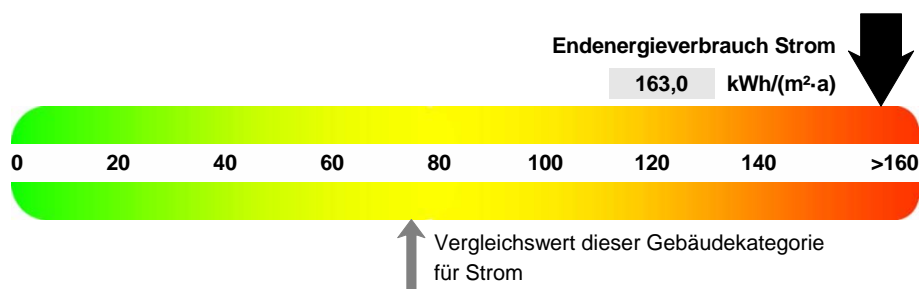 Endenergieverbrauch Strom
163,0 kWh/(m²·a)
0 20 40 60 80 100 120 140 >160
Vergleichswert dieser Gebäudekategorie
für Strom